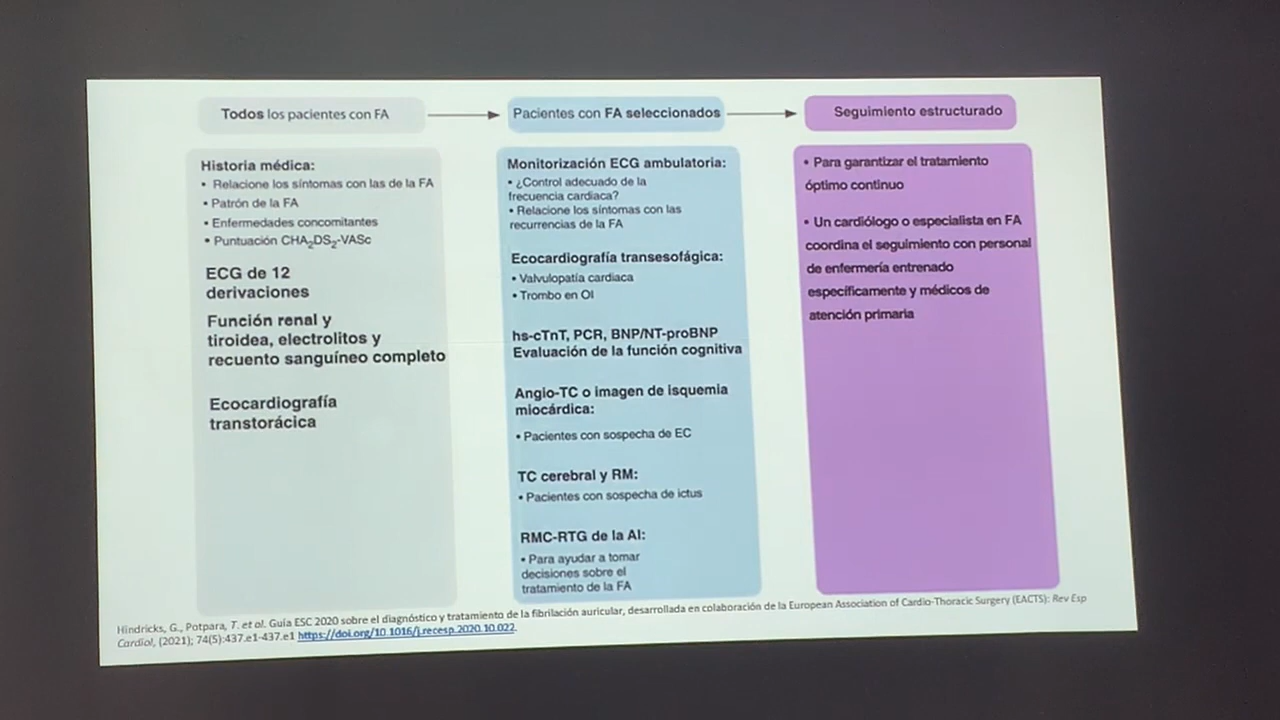 Todos los pacientes con FA
Pacientes con FA seleccionados
Seguimiento estructurado
Historia médica:
• Relacione los síntomas con las de la FA
• Patrón de la FA
• Enfermedades concomitantes
• Puntuación CHA2DS2-VASc
ECG de 12
derivaciones
Función renal y
tiroidea, electrolitos y
recuento sanguíneo completo
Ecocardiografía
transtorácica
Monitorización ECG ambulatoria:
• ¿Control adecuado de la
frecuencia cardiaca?
• Relacione los síntomas con las
recurrencias de la FA
Ecocardiografía transesofágica:
• Valvulopatía cardiaca
• Trombo en OI
hs-cTnT, PCR, BNP/NT-proBNP
Evaluación de la función cognitiva
Angio-TC o imagen de isquemia
miocárdica:
• Pacientes con sospecha de EC
TC cerebral y RM:
• Pacientes con sospecha de ictus
RMC-RTG de la AI:
• Para ayudar a tomar
decisiones sobre el
tratamiento de la FA
• Para garantizar el tratamiento
óptimo continuo
• Un cardiólogo o especialista en FA
coordina el seguimiento con personal
de enfermería entrenado
específicamente y médicos de
atención primaria
Hindricks, G., Potpara, T. et al. Guía ESC 2020 sobre el diagnóstico y tratamiento de la fibrilación auricular, desarrollada en colaboración de la European Association of Cardio-Thoracic Surgery (EACTS): Rev Esp
Cardiol, (2021); 74(5):437.e1-437.e1 https://doi.org/10.1016/j.recesp.2020.10.022.